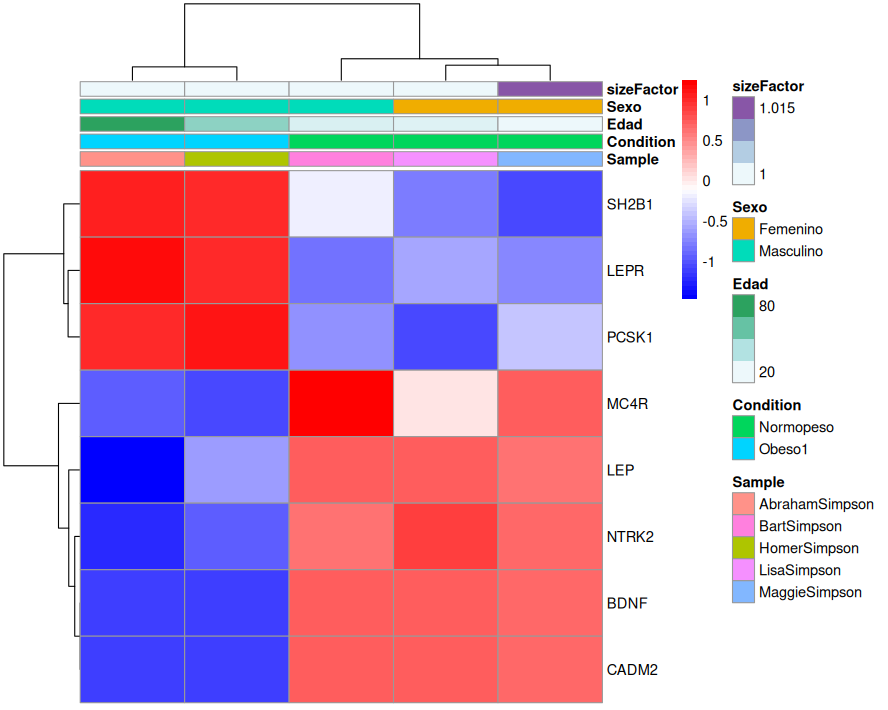 sizeFactor
Sexo
Edad
Condition
Sample
SH2B1
LEPR
PCSK1
MC4R
LEP
NTRK2
BDNF
CADM2
1
0.5
0
-0.5
-1
sizeFactor
1.015
1
Sexo
Femenino
Masculino
Edad
80
20
Condition
Normopeso
Obeso1
Sample
AbrahamSimpson
BartSimpson
HomerSimpson
LisaSimpson
MaggieSimpson